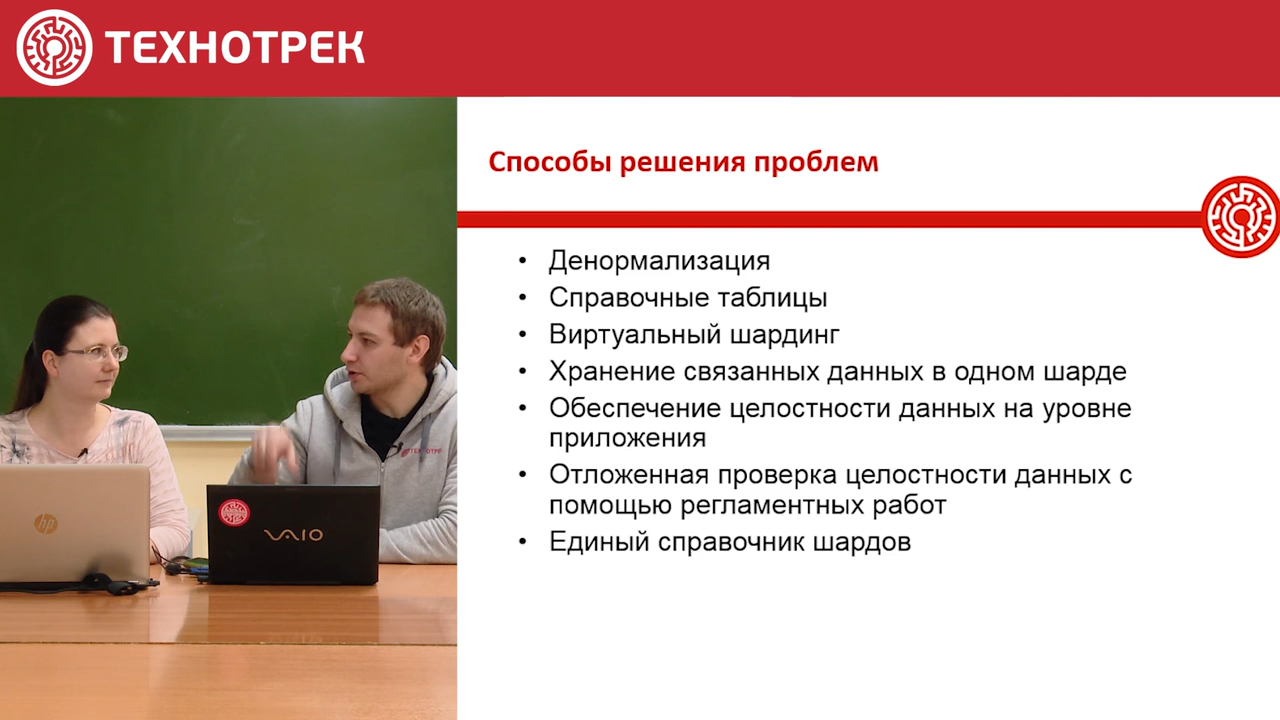 ТЕХНОТРЕК
Способы решения проблем
• Денормализация
• Справочные таблицы
• Виртуальный шардинг
• Хранение связанных данных в одном шарде
• Обеспечение целостности данных на уровне
приложения
• Отложенная проверка целостности данных с
помощью регламентных работ
• Единый справочник шардов
hp
VAIO